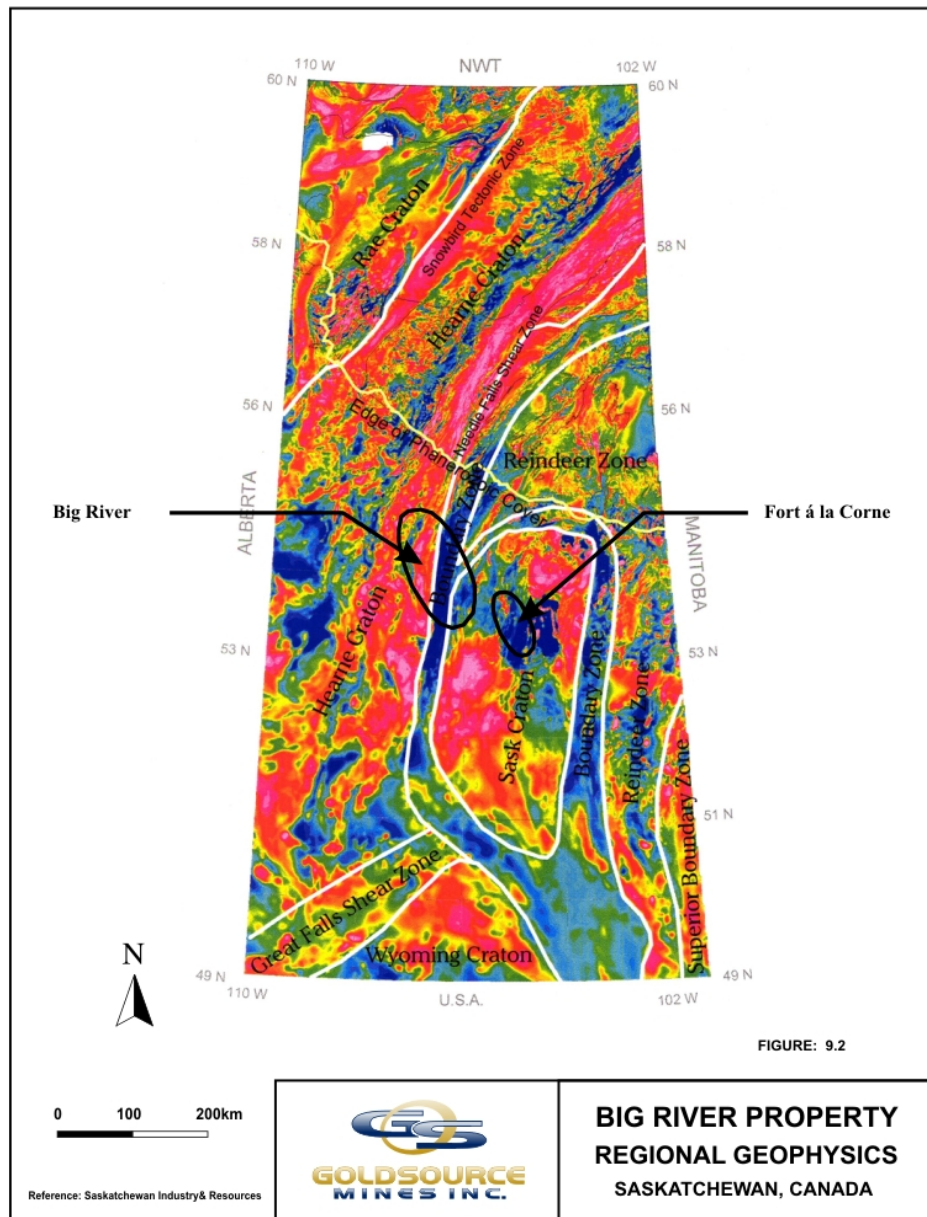 110 W
NWT
102 W
60 N
60 N
Rae Craton
Snowbird Tectonic Zone
58 N
58 N
Hearne Craton
Needle Falls Shear Zone
56 N
56 N
Edge of Phanerozoic Cover
Reindeer Zone
ALBERTA
Big River
Fort á la Corne
MANITOBA
Boundary Zone
Hearne Craton
53 N
53 N
Sask Craton
Boundary Zone
Reindeer Zone
Superior Boundary Zone
51 N
Great Falls Shear Zone
Wyoming Craton
49 N
49 N
110 W
U.S.A.
102 W
N
FIGURE: 9.2
0 100 200km
Reference: Saskatchewan Industry& Resources
GS
GOLDSOURCE
MINES INC.
BIG RIVER PROPERTY
REGIONAL GEOPHYSICS
SASKATCHEWAN, CANADA